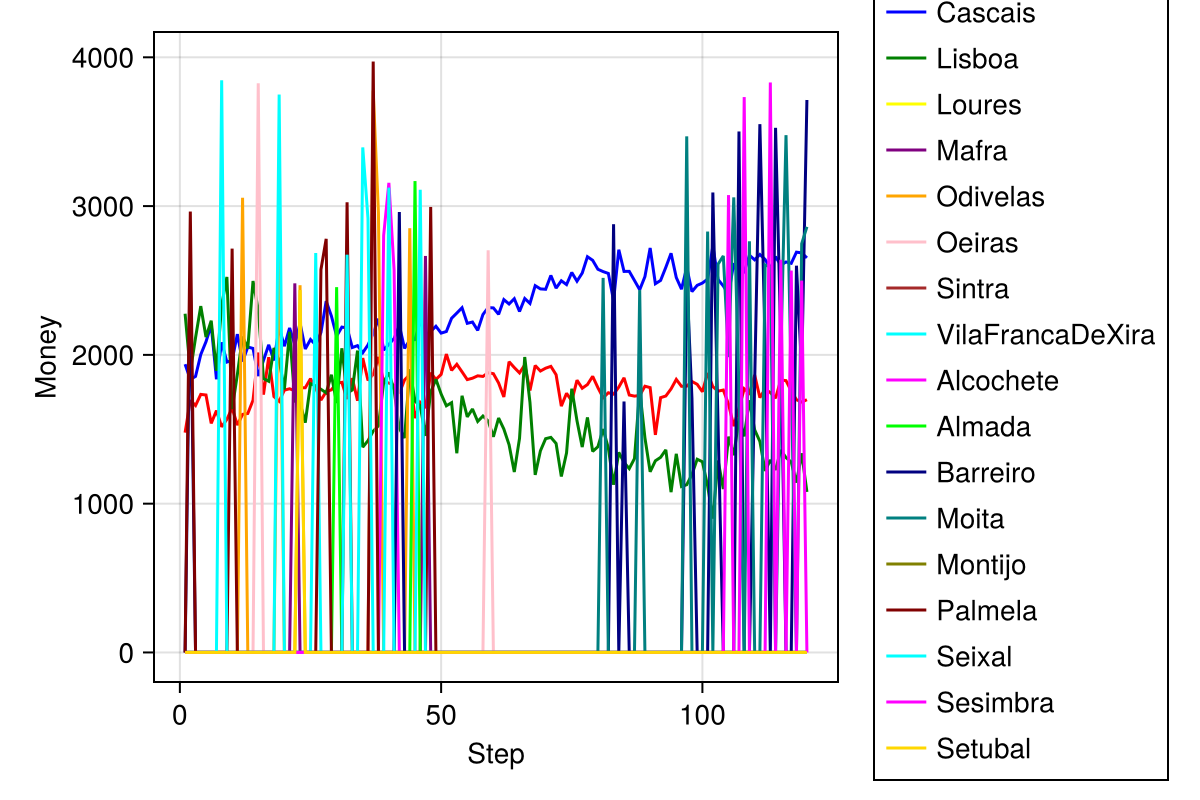 4000
3000
2000
1000
0
Money
0
50
100
Step
Cascais
Lisboa
Loures
Mafra
Odivelas
Oeiras
Sintra
VilaFrancaDeXira
Alcochete
Almada
Barreiro
Moita
Montijo
Palmela
Seixal
Sesimbra
Setubal